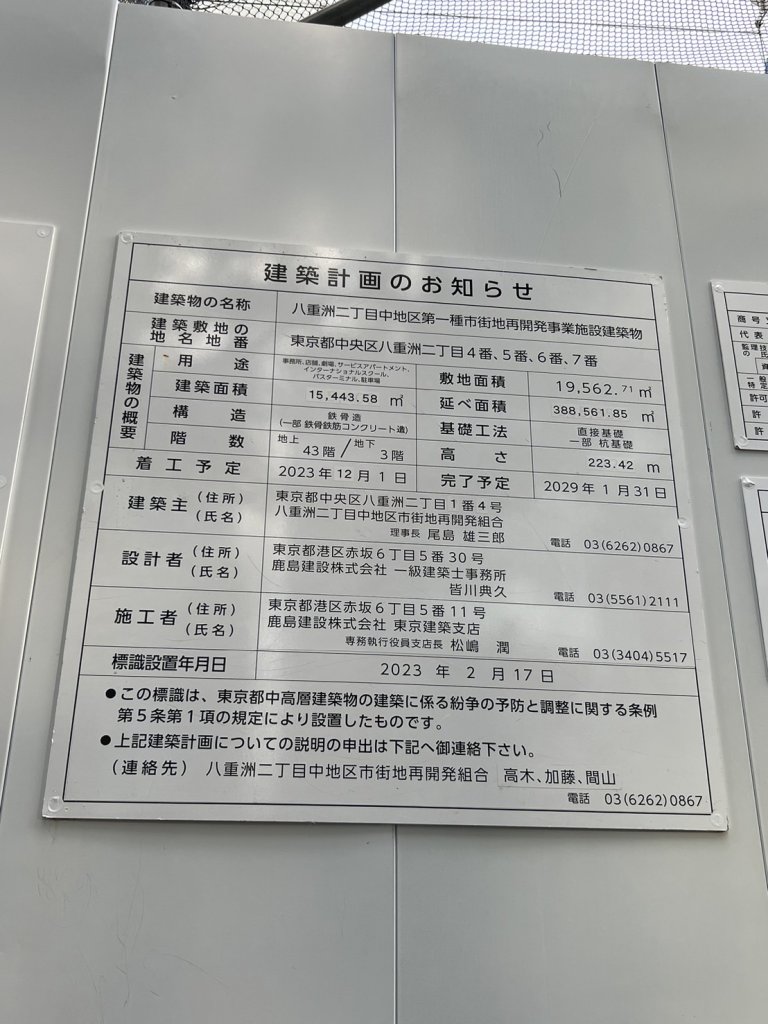 建築計画のお知らせ
建築物の名称 八重洲二丁目中地区第一種市街地再開発事業施設建築物
建築敷地の
地名地番 東京都中央区八重洲二丁目4番、5番、6番、7番
建築物の概要
用途 事務所、店舗、劇場、サービスアパートメント、
インターナショナルスクール、
バスターミナル、駐車場
敷地面積 19,562.71㎡
建築面積 15,443.58㎡ 延べ面積 388,561.85㎡
構造 鉄骨造
(一部 鉄骨鉄筋コンクリート造)
基礎工法 直接基礎
一部 杭基礎
階数 地上43階/地下3階 高さ 223.42 m
着工予定 2023年12月1日 完了予定 2029年1月31日
建築主 (住所) 東京都中央区八重洲二丁目1番4号
(氏名) 八重洲二丁目中地区市街地再開発組合
理事長 尾島 雄三郎 電話 03(6262)0867
設計者 (住所) 東京都港区赤坂6丁目5番30号
(氏名) 鹿島建設株式会社 一級建築士事務所
皆川典久 電話 03(5561)2111
施工者 (住所) 東京都港区赤坂6丁目5番11号
(氏名) 鹿島建設株式会社 東京建築支店
専務執行役員支店長 松嶋 潤 電話 03(3404)5517
標識設置年月日 2023年2月17日
●この標識は、東京都中高層建築物の建築に係る紛争の予防と調整に関する条例
第5条第1項の規定により設置したものです。
●上記建築計画についての説明の申出は下記へ御連絡下さい。
(連絡先) 八重洲二丁目中地区市街地再開発組合 高木、加藤、間山
電話 03(6262)0867
商号
代表
監理技
の 氏
資
一般
特定
許可
許
許